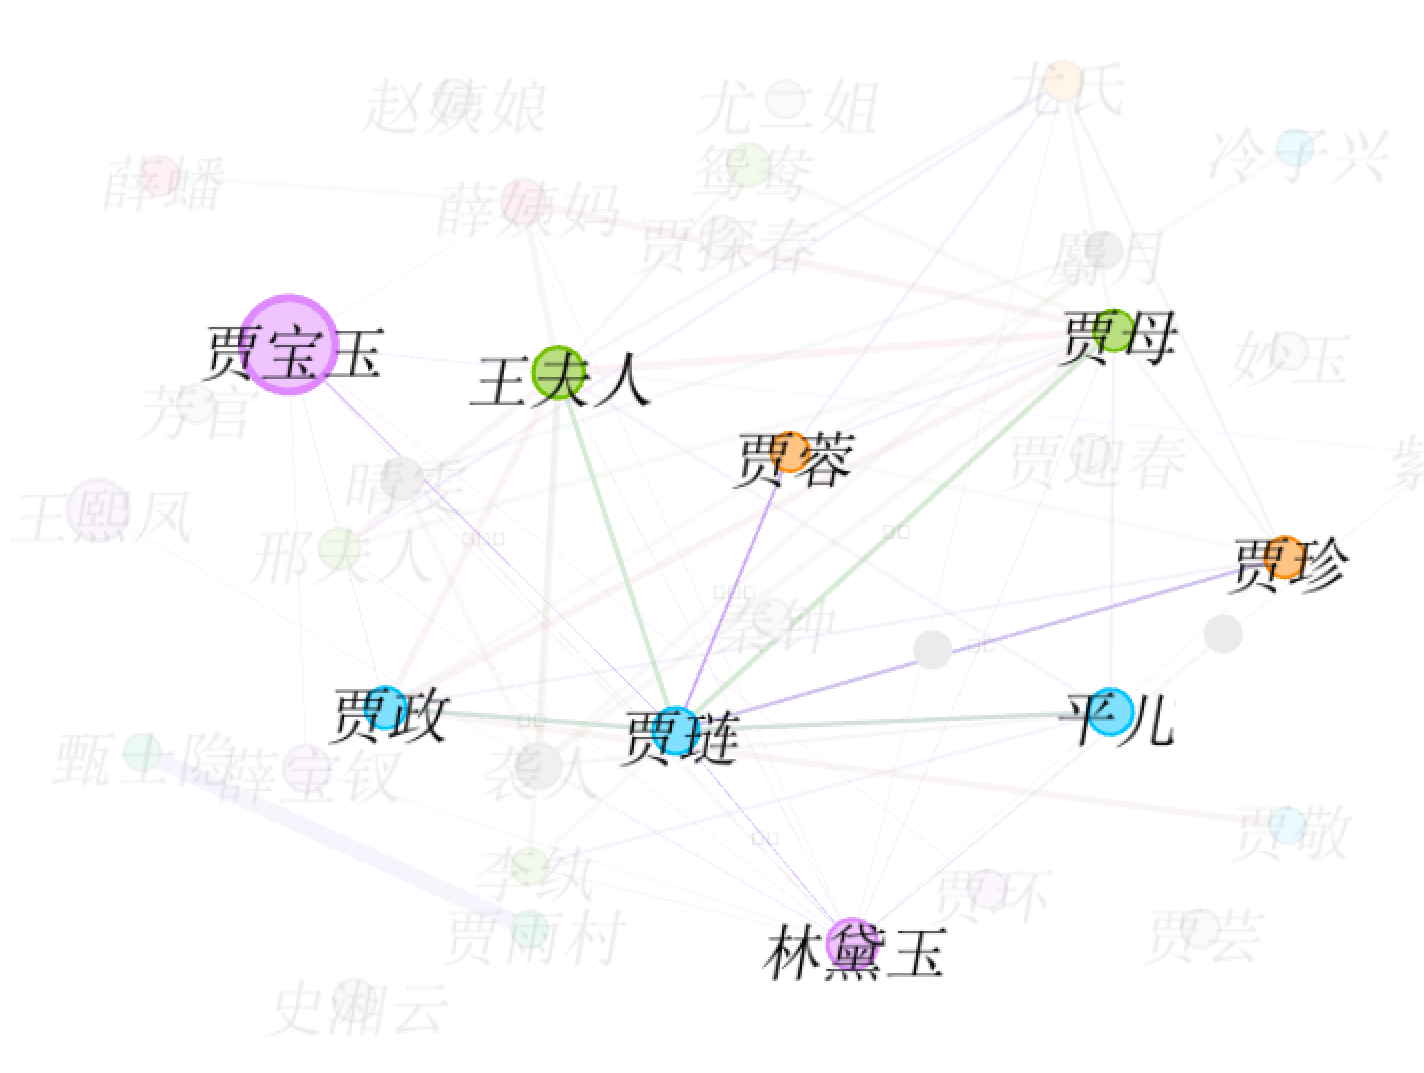 尤氏
赵姨娘
尤二姐
冷子兴
薛蟠
鸳鸯
薛姨妈
贾探春
麝月
贾宝玉
王夫人
贾母
妙玉
芳官
贾蓉
贾迎春
紫
晴雯
王熙凤
邢夫人
贾珍
秦钟
贾政
贾琏
平儿
甄士隐
薛宝钗
袭人
贾敬
李纨
贾环
贾雨村
林黛玉
贾芸
史湘云